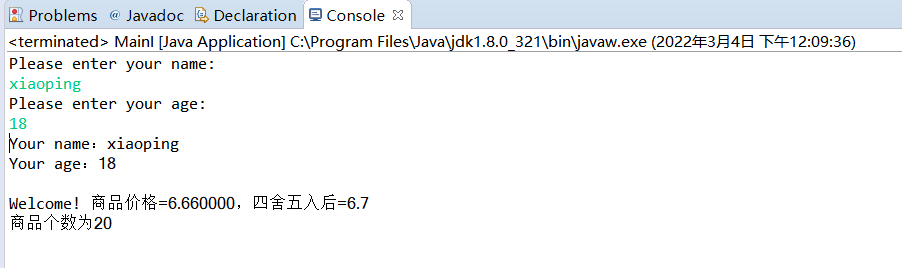 Problems @ Javadoc Declaration Console
<terminated> MainI [Java Application] C:\Program Files\Java\jdk1.8.0_321\bin\javaw.exe (2022年3月4日 下午12:09:36)
Please enter your name:
xiaoping
Please enter your age:
18
Your name：xiaoping
Your age：18
Welcome! 商品价格=6.660000，四舍五入后=6.7
商品个数为20